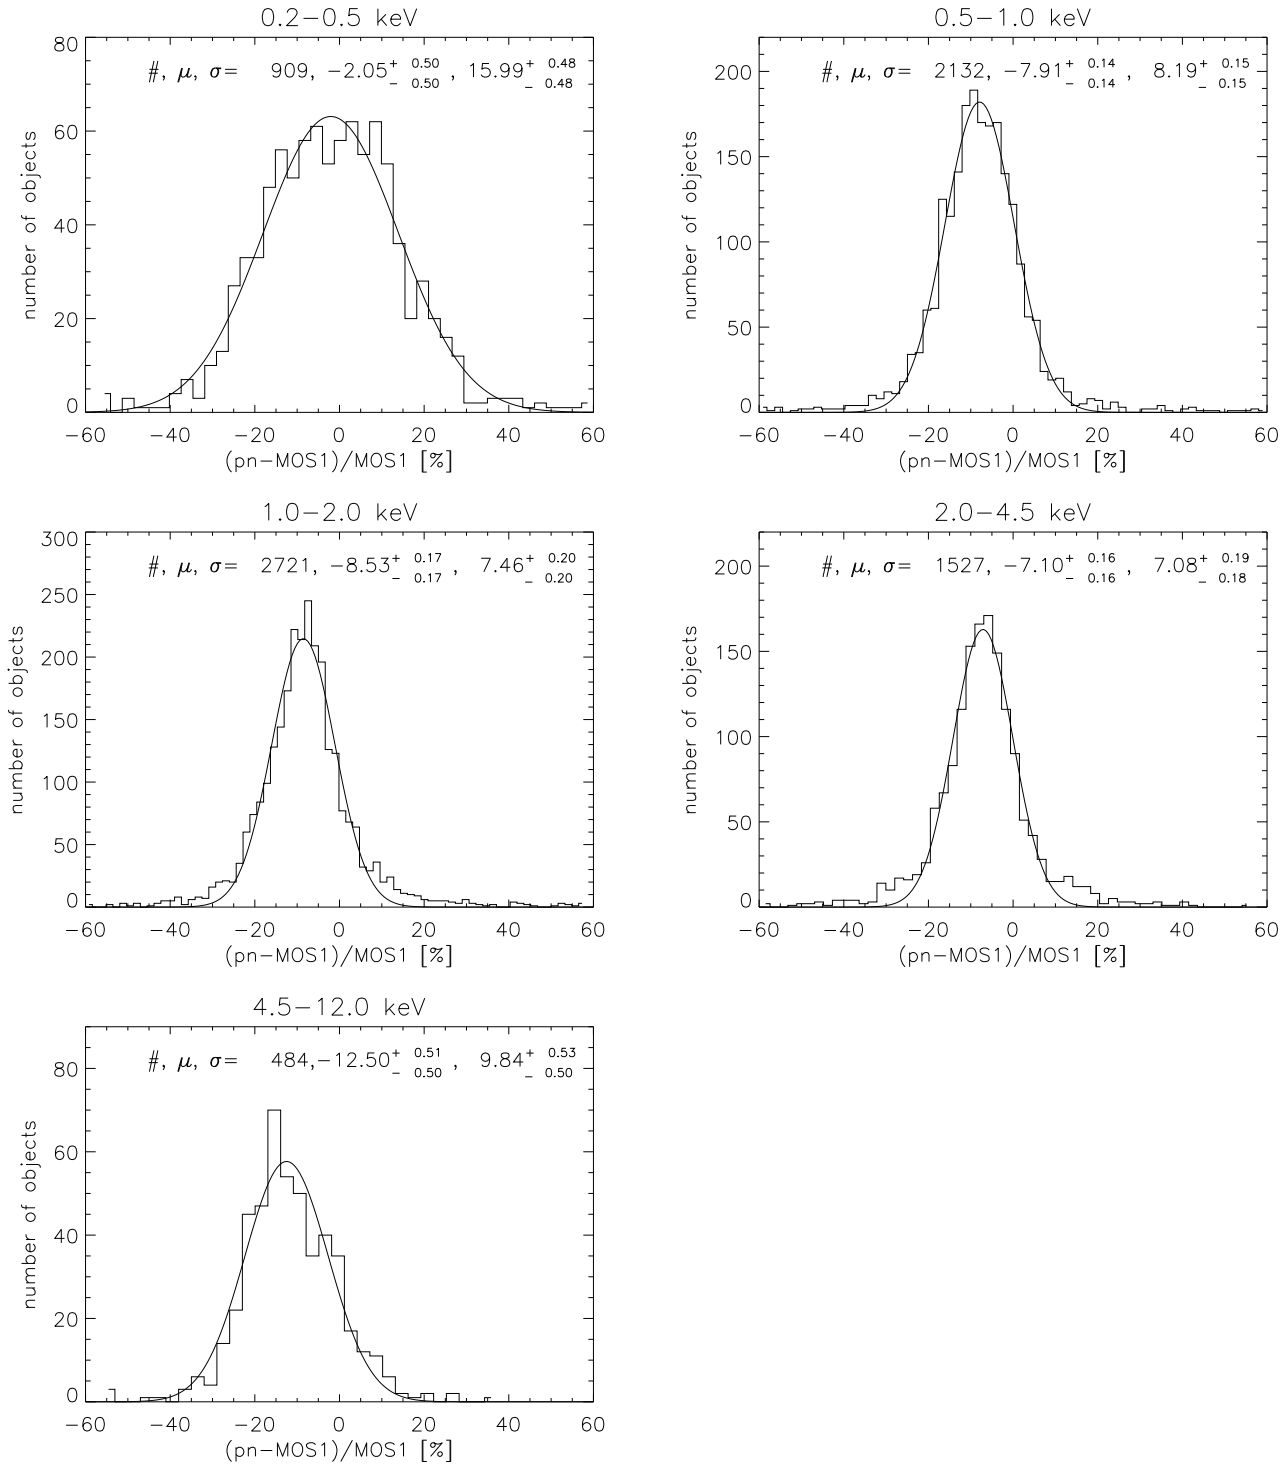 0.2−0.5 keV
#, μ, σ= 909, −2.05 + 0.50 − 0.50 , 15.99 + 0.48 − 0.48
80
60
40
20
0
number of objects
−60 −40 −20 0 20 40 60
(pn−MOS1)/MOS1 [%]
0.5−1.0 keV
#, μ, σ= 2132, −7.91 + 0.14 − 0.14 , 8.19 + 0.15 − 0.15
200
150
100
50
0
number of objects
−60 −40 −20 0 20 40 60
(pn−MOS1)/MOS1 [%]
1.0−2.0 keV
#, μ, σ= 2721, −8.53 + 0.17 − 0.17 , 7.46 + 0.20 − 0.20
300
250
200
150
100
50
0
number of objects
−60 −40 −20 0 20 40 60
(pn−MOS1)/MOS1 [%]
2.0−4.5 keV
#, μ, σ= 1527, −7.10 + 0.16 − 0.16 , 7.08 + 0.19 − 0.18
200
150
100
50
0
number of objects
−60 −40 −20 0 20 40 60
(pn−MOS1)/MOS1 [%]
4.5−12.0 keV
#, μ, σ= 484,−12.50 + 0.51 − 0.50 , 9.84 + 0.53 − 0.50
80
60
40
20
0
number of objects
−60 −40 −20 0 20 40 60
(pn−MOS1)/MOS1 [%]